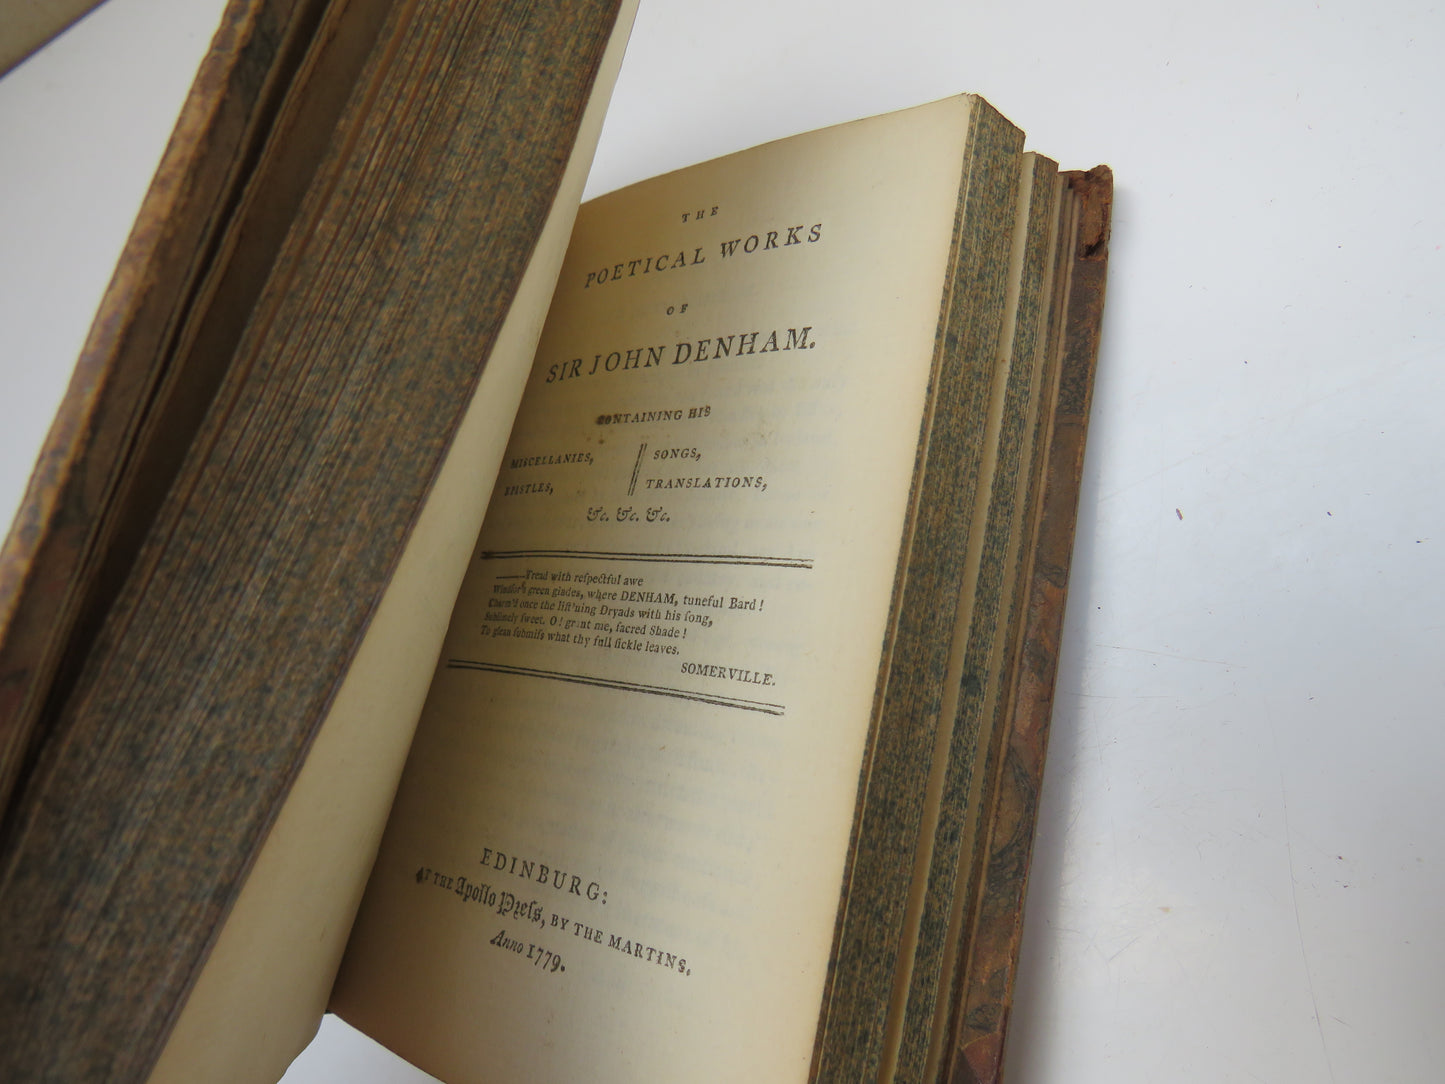 THE
POETICAL WORKS
OF
SIR JOHN DENHAM.
CONTAINING HIS
MISCELLANIES, || SONGS,
EPISTLES, || TRANSLATIONS,
&c. &c. &c.
——Tread with reſpectful awe
Windſor's green glades, where DENHAM, tuneful Bard!
Charm'd once the liſt'ning Dryads with his ſong,
Sublimely ſweet. O! grant me, ſacred Shade!
To glean ſubmiſs what thy full ſickle leaves.
SOMERVILLE.
EDINBURG:
AT THE Apollo Preſs, BY THE MARTINS.
Anno 1779.